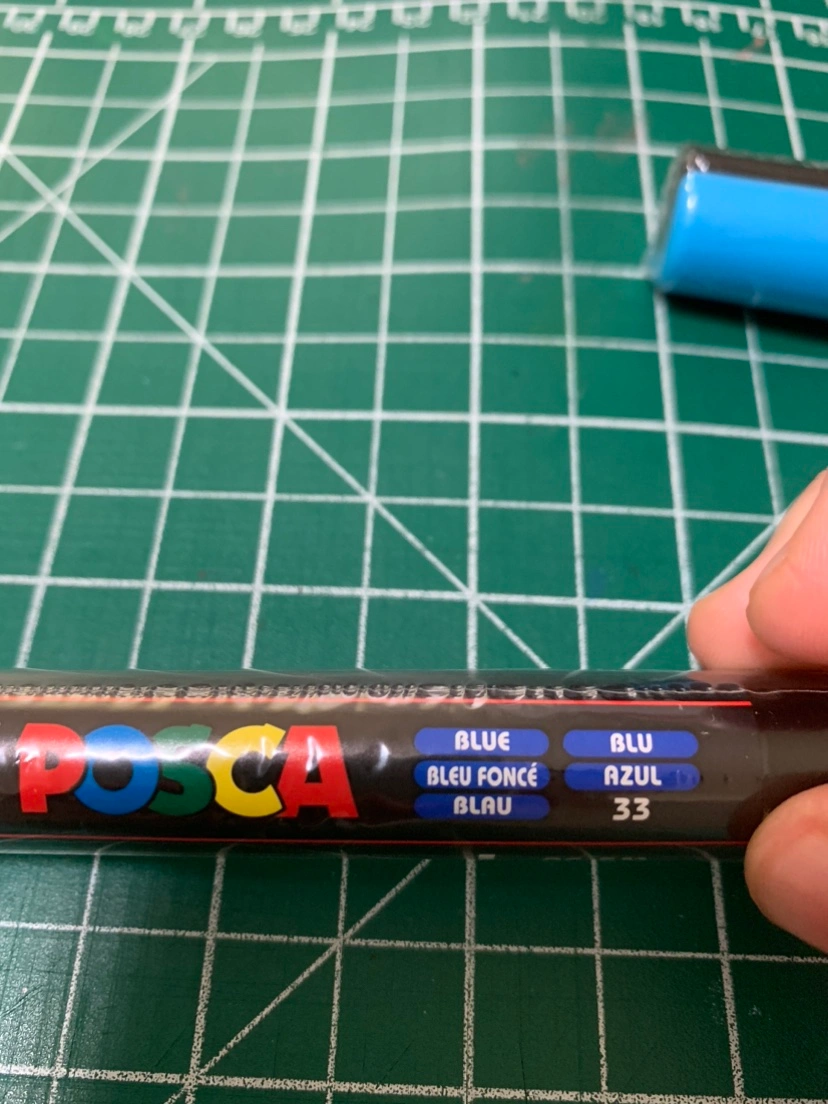 POSCA
BLUE BLU
BLEU FONCÉ AZUL
BLAU 33